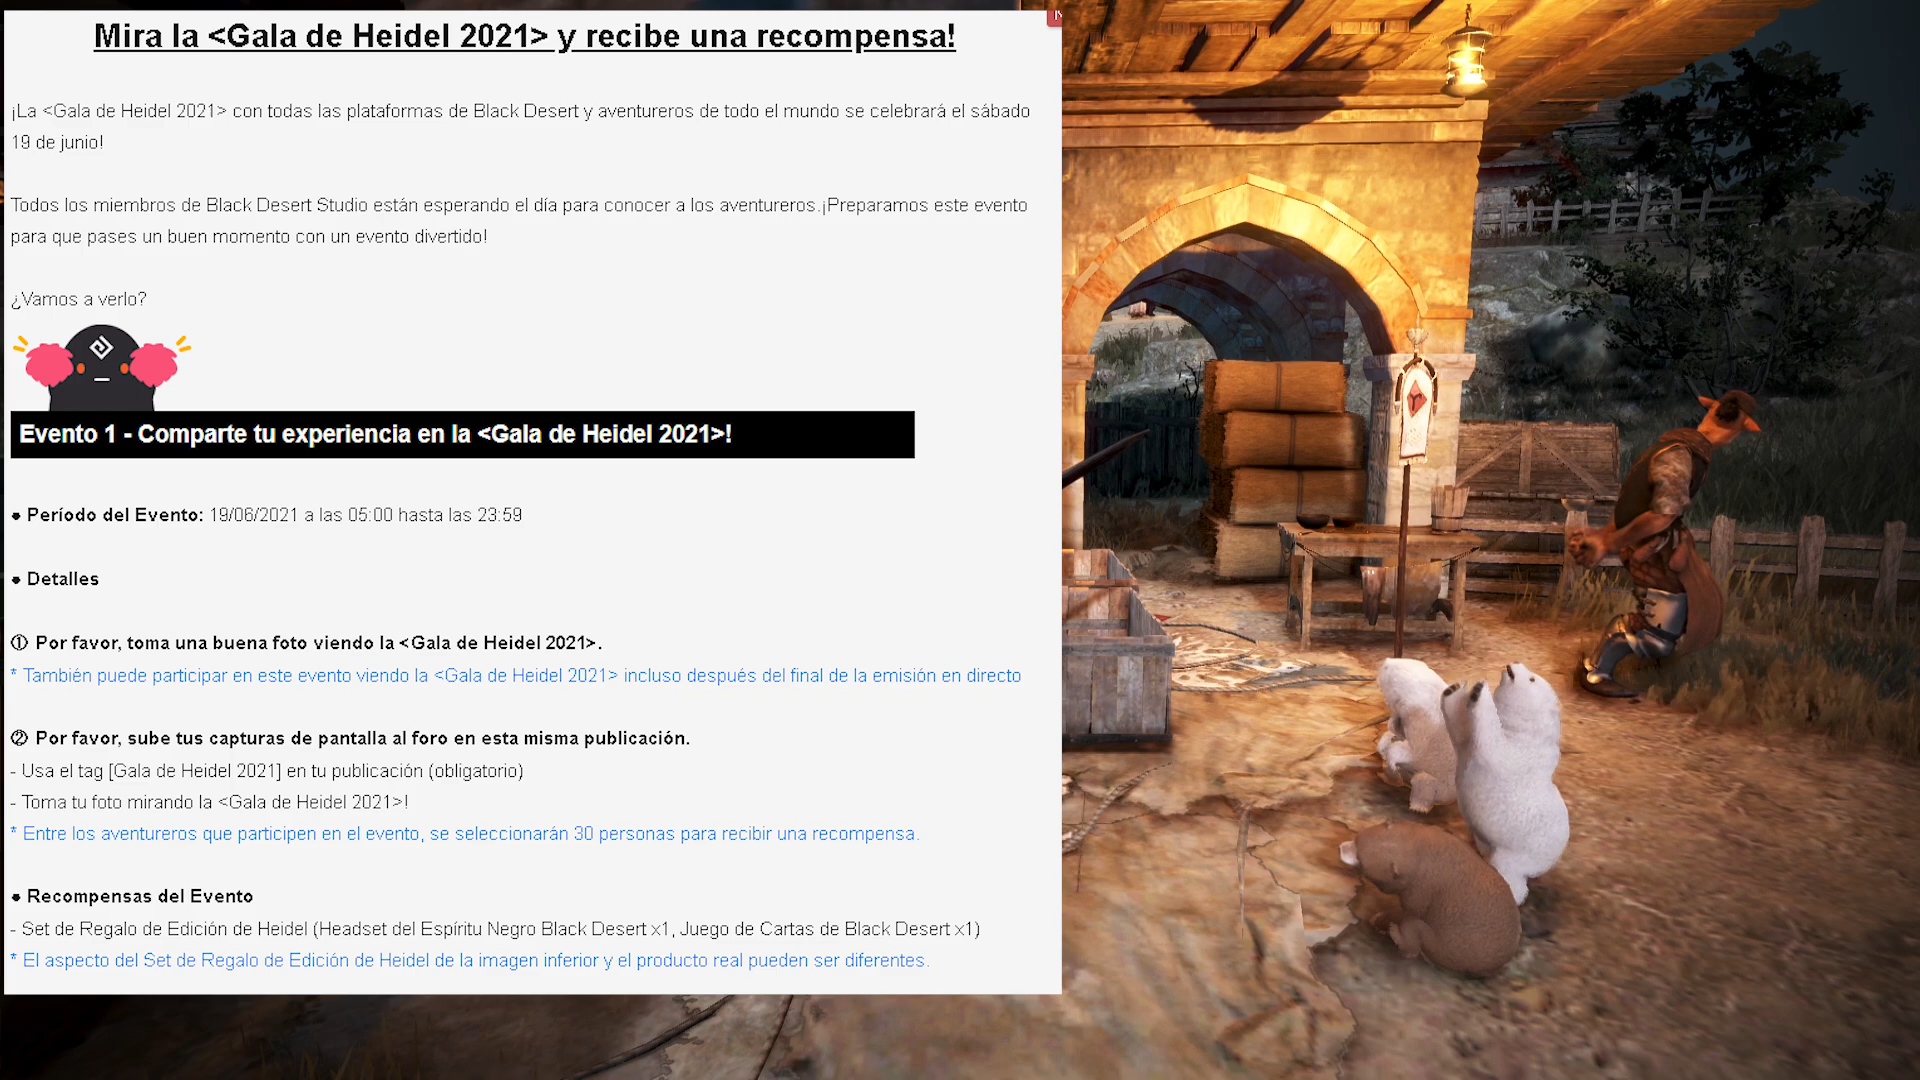 Mira la <Gala de Heidel 2021> y recibe una recompensa!
¡La <Gala de Heidel 2021> con todas las plataformas de Black Desert y aventureros de todo el mundo se celebrará el sábado
19 de junio!
Todos los miembros de Black Desert Studio están esperando el día para conocer a los aventureros.¡Preparamos este evento
para que pases un buen momento con un evento divertido!
¿Vamos a verlo?
Evento 1 - Comparte tu experiencia en la <Gala de Heidel 2021>!
● Período del Evento: 19/06/2021 a las 05:00 hasta las 23:59
● Detalles
① Por favor, toma una buena foto viendo la <Gala de Heidel 2021>.
* También puede participar en este evento viendo la <Gala de Heidel 2021> incluso después del final de la emisión en directo
② Por favor, sube tus capturas de pantalla al foro en esta misma publicación.
- Usa el tag [Gala de Heidel 2021] en tu publicación (obligatorio)
- Toma tu foto mirando la <Gala de Heidel 2021>!
* Entre los aventureros que participen en el evento, se seleccionarán 30 personas para recibir una recompensa.
● Recompensas del Evento
- Set de Regalo de Edición de Heidel (Headset del Espíritu Negro Black Desert x1, Juego de Cartas de Black Desert x1)
* El aspecto del Set de Regalo de Edición de Heidel de la imagen inferior y el producto real pueden ser diferentes.